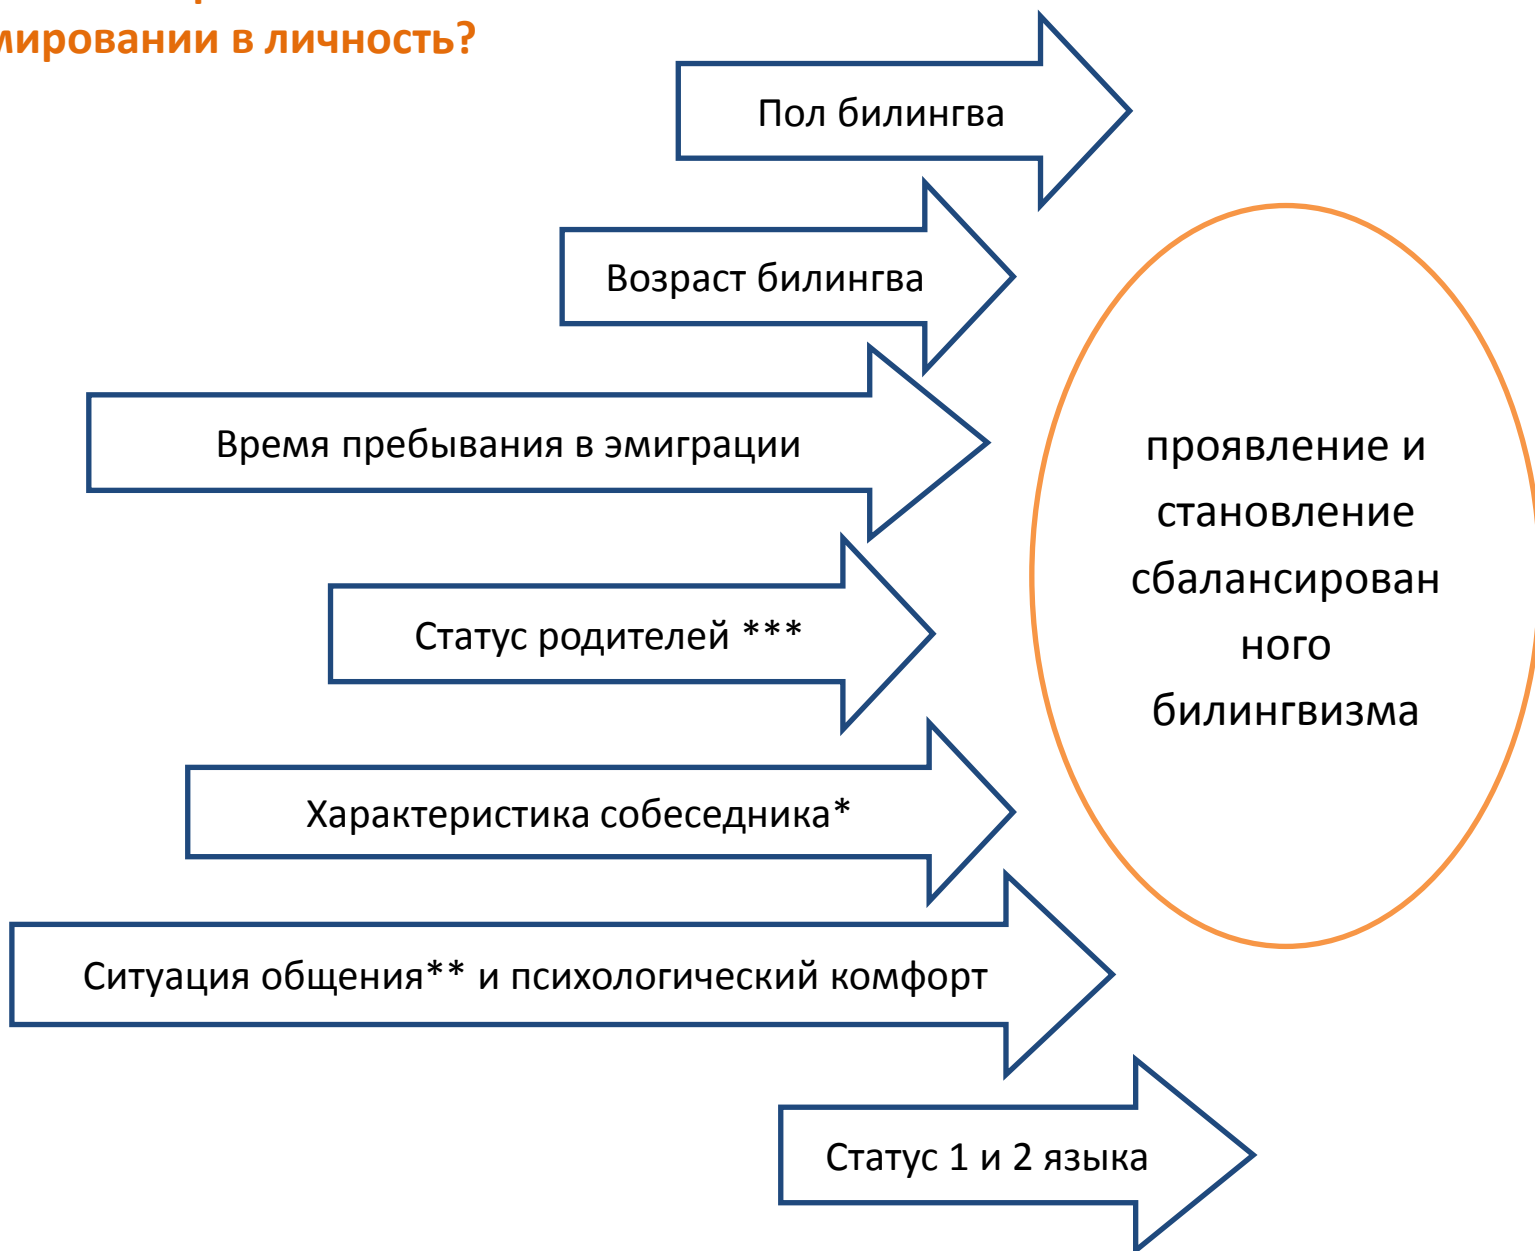 мировании в личность?
Пол билингва
Возраст билингва
Время пребывания в эмиграции
Статус родителей ***
Характеристика собеседника*
Ситуация общения** и психологический комфорт
Статус 1 и 2 языка
проявление и
становление
сбалансирован
ного
билингвизма